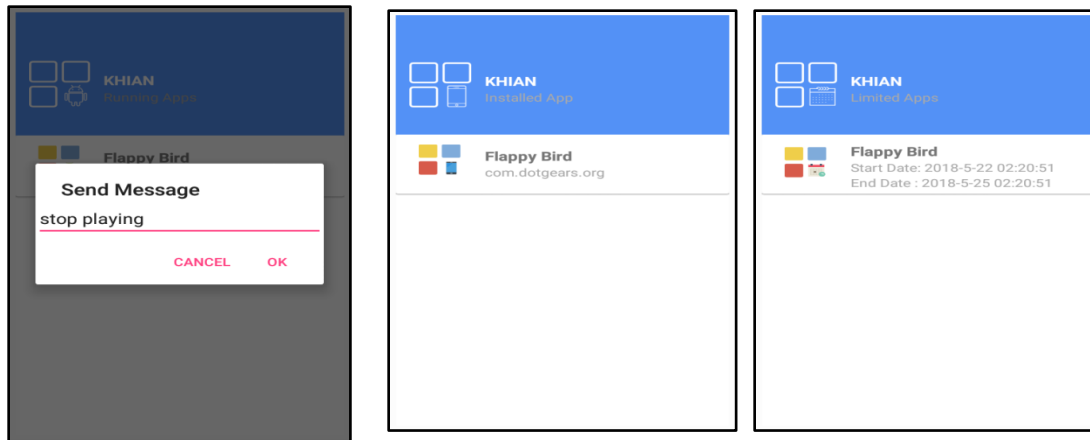 KHIAN
Running Apps
Flappy Bird
Send Message
stop playing
CANCEL OK
KHIAN
Installed App
Flappy Bird
com.dotgears.org
KHIAN
Limited Apps
Flappy Bird
Start Date: 2018-5-22 02:20:51
End Date : 2018-5-25 02:20:51